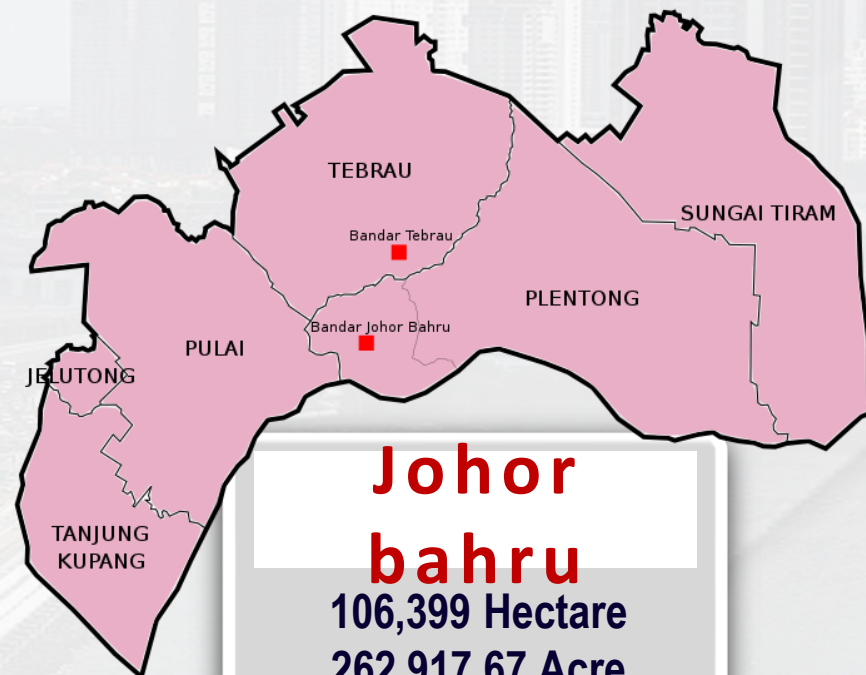 TEBRAU
SUNGAI TIRAM
Bandar Tebrau
PLENTONG
Bandar Johor Bahru
PULAI
JELUTONG
TANJUNG
KUPANG
Johor
bahru
106,399 Hectare
262,917.67 Acre